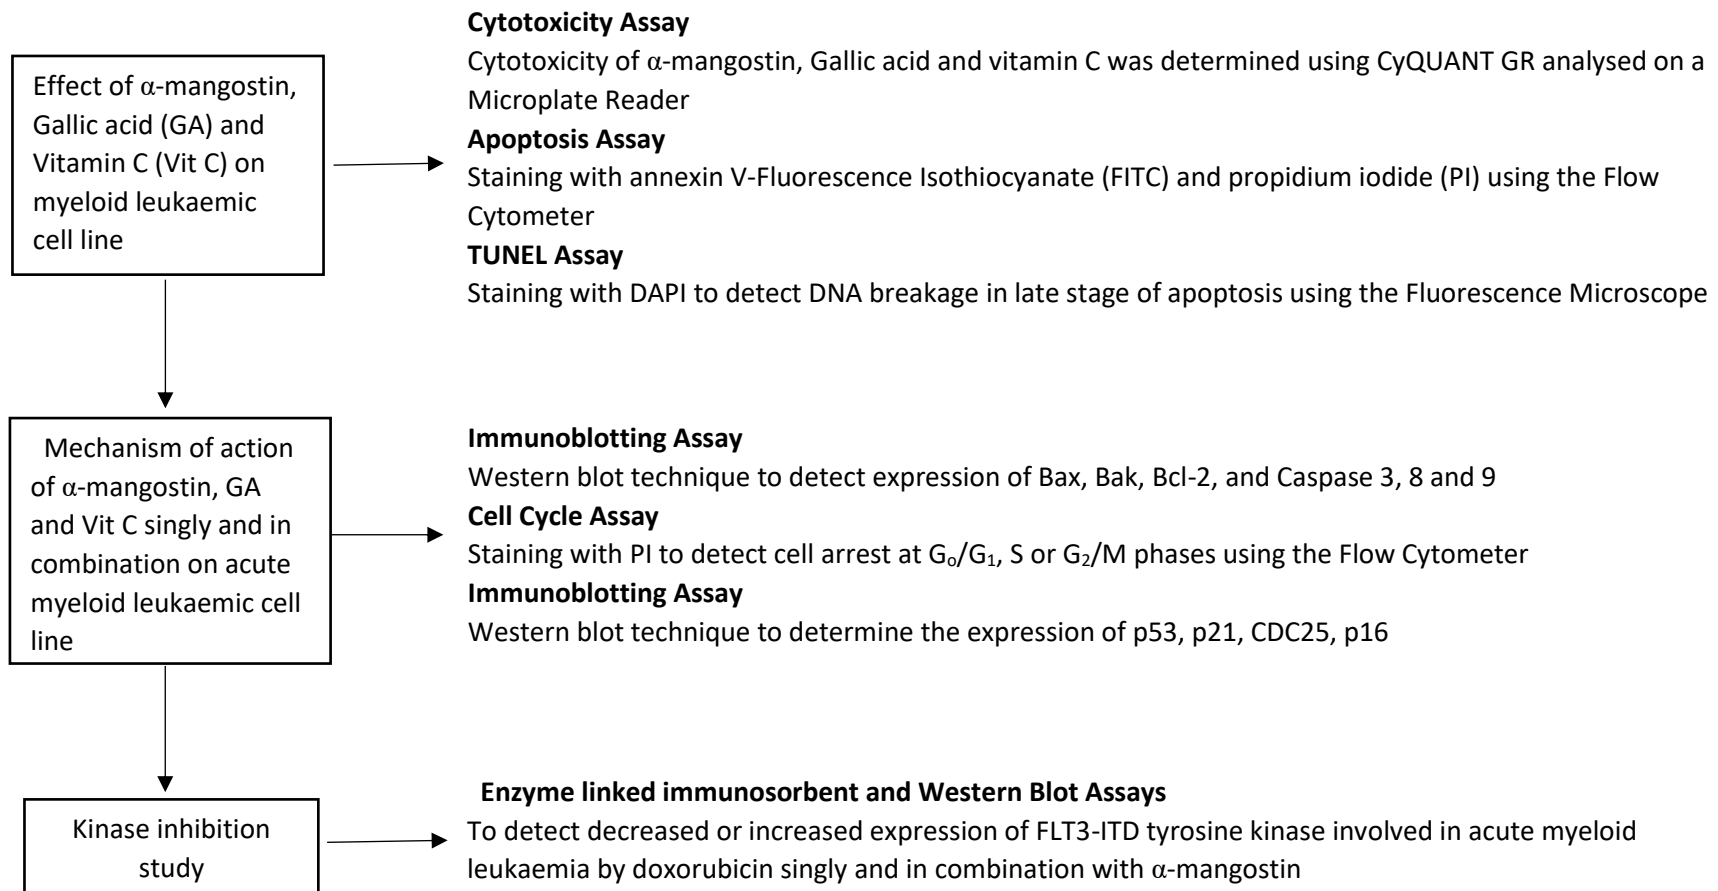 Effect of α-mangostin,
Gallic acid (GA) and
Vitamin C (Vit C) on
myeloid leukaemic
cell line
Cytotoxicity Assay
Cytotoxicity of α-mangostin, Gallic acid and vitamin C was determined using CyQUANT GR analysed on a
Microplate Reader
Apoptosis Assay
Staining with annexin V-Fluorescence Isothiocyanate (FITC) and propidium iodide (PI) using the Flow
Cytometer
TUNEL Assay
Staining with DAPI to detect DNA breakage in late stage of apoptosis using the Fluorescence Microscope
Mechanism of action
of α-mangostin, GA
and Vit C singly and in
combination on acute
myeloid leukaemic cell
line
Immunoblotting Assay
Western blot technique to detect expression of Bax, Bak, Bcl-2, and Caspase 3, 8 and 9
Cell Cycle Assay
Staining with PI to detect cell arrest at Gₒ/G₁, S or G₂/M phases using the Flow Cytometer
Immunoblotting Assay
Western blot technique to determine the expression of p53, p21, CDC25, p16
Kinase inhibition
study
Enzyme linked immunosorbent and Western Blot Assays
To detect decreased or increased expression of FLT3-ITD tyrosine kinase involved in acute myeloid
leukaemia by doxorubicin singly and in combination with α-mangostin